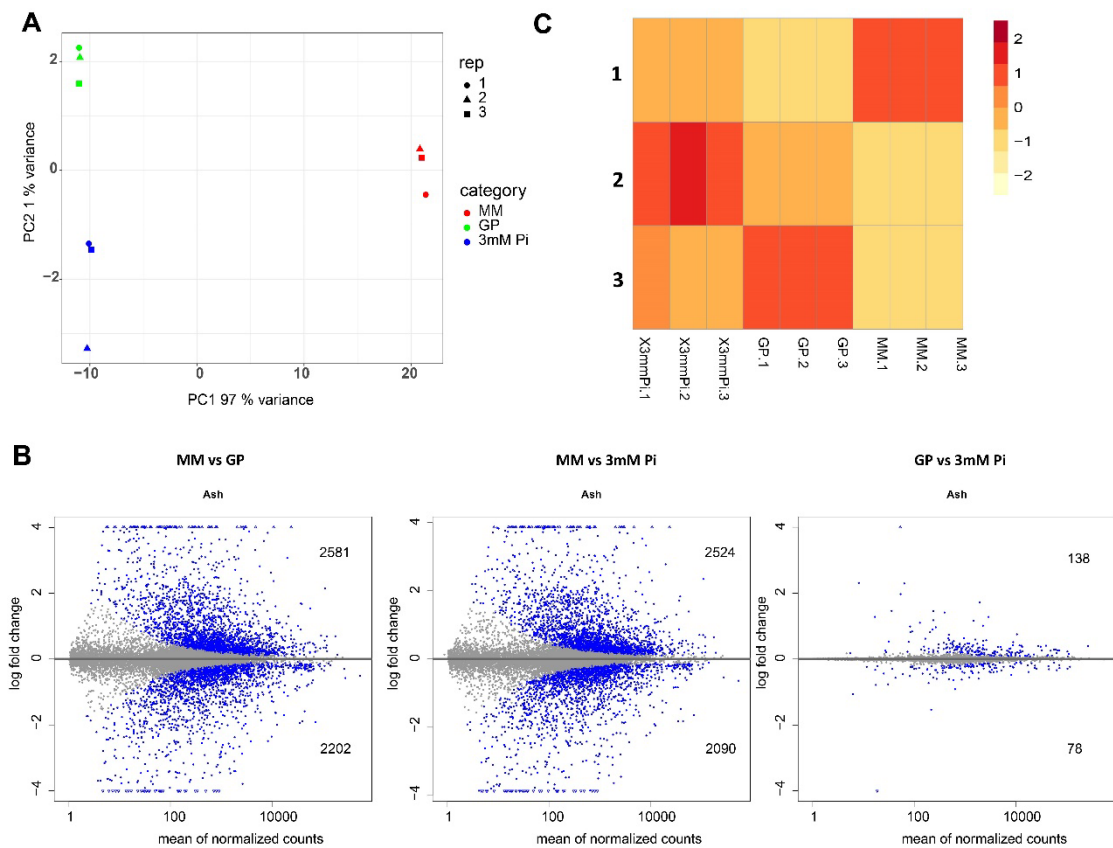 A
2
0
−2
−10
0
10
20
PC2 1 % variance
PC1 97 % variance
rep
1
2
3
category
MM
GP
3mM Pi
C
1
2
3
X3mmPi.1
X3mmPi.2
X3mmPi.3
GP.1
GP.2
GP.3
MM.1
MM.2
MM.3
2
1
0
−1
−2
B
MM vs GP
Ash
4
2
0
−2
−4
log fold change
2581
2202
1
100
10000
mean of normalized counts
MM vs 3mM Pi
Ash
4
2
0
−2
−4
log fold change
2524
2090
1
100
10000
mean of normalized counts
GP vs 3mM Pi
Ash
4
2
0
−2
−4
log fold change
138
78
1
100
10000
mean of normalized counts